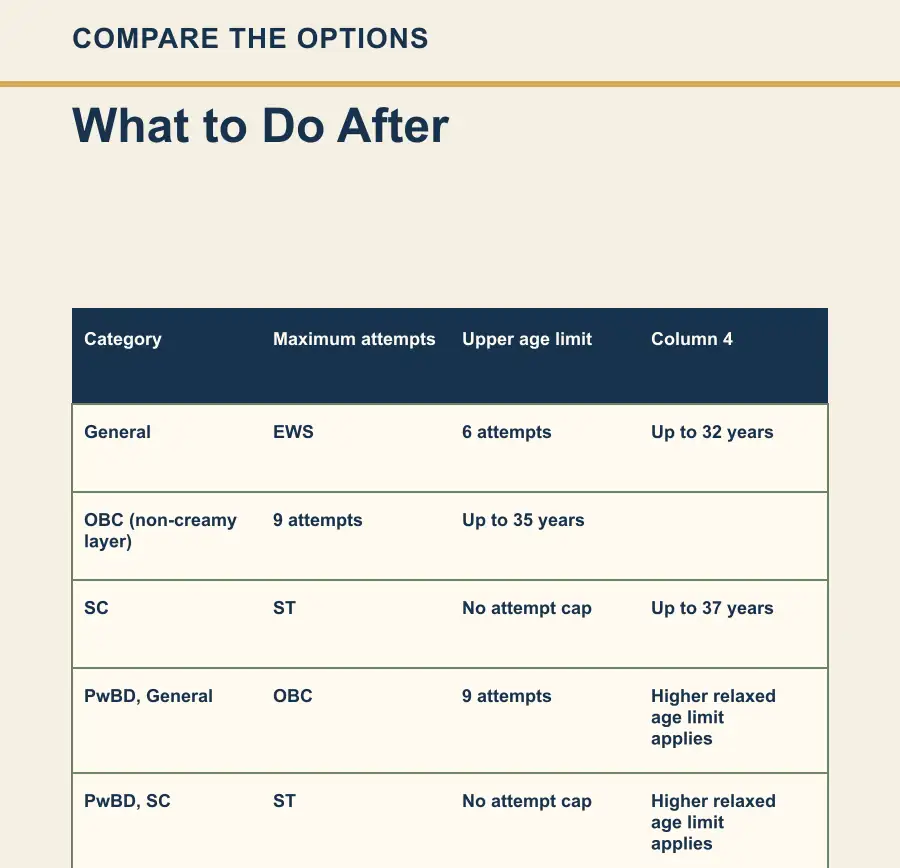 COMPARE THE OPTIONS
What to Do After
Category Maximum attempts Upper age limit Column 4
General EWS 6 attempts Up to 32 years
OBC (non-creamy layer) 9 attempts Up to 35 years
SC ST No attempt cap Up to 37 years
PwBD, General OBC 9 attempts Higher relaxed age limit applies
PwBD, SC ST No attempt cap Higher relaxed age limit applies